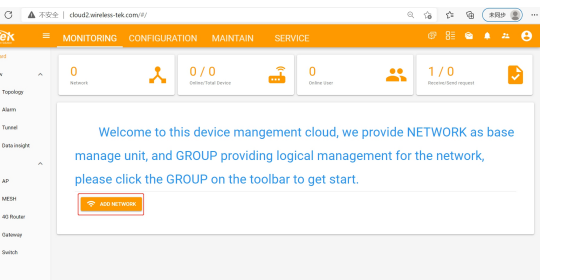 不安全 | cloud2.wireless-tek.com/#/
未同步
MONITORING CONFIGURATION MAINTAIN SERVICE
Topology
Alarm
Tunnel
Data insight
AP
MESH
4G Router
Gateway
Switch
0
Network
0 / 0
Online/Total Device
0
Online User
1 / 0
Receive/Send request
Welcome to this device mangement cloud, we provide NETWORK as base
manage unit, and GROUP providing logical management for the network,
please click the GROUP on the toolbar to get start.
ADD NETWORK